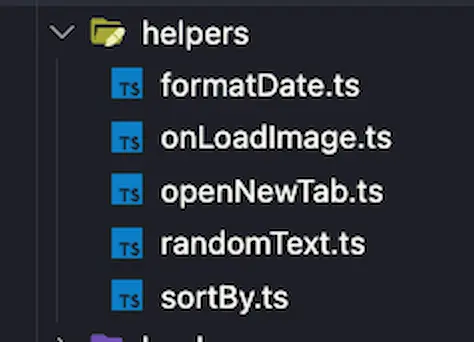 helpers
TS formatDate.ts
TS onLoadImage.ts
TS openNewTab.ts
TS randomText.ts
TS sortBy.ts